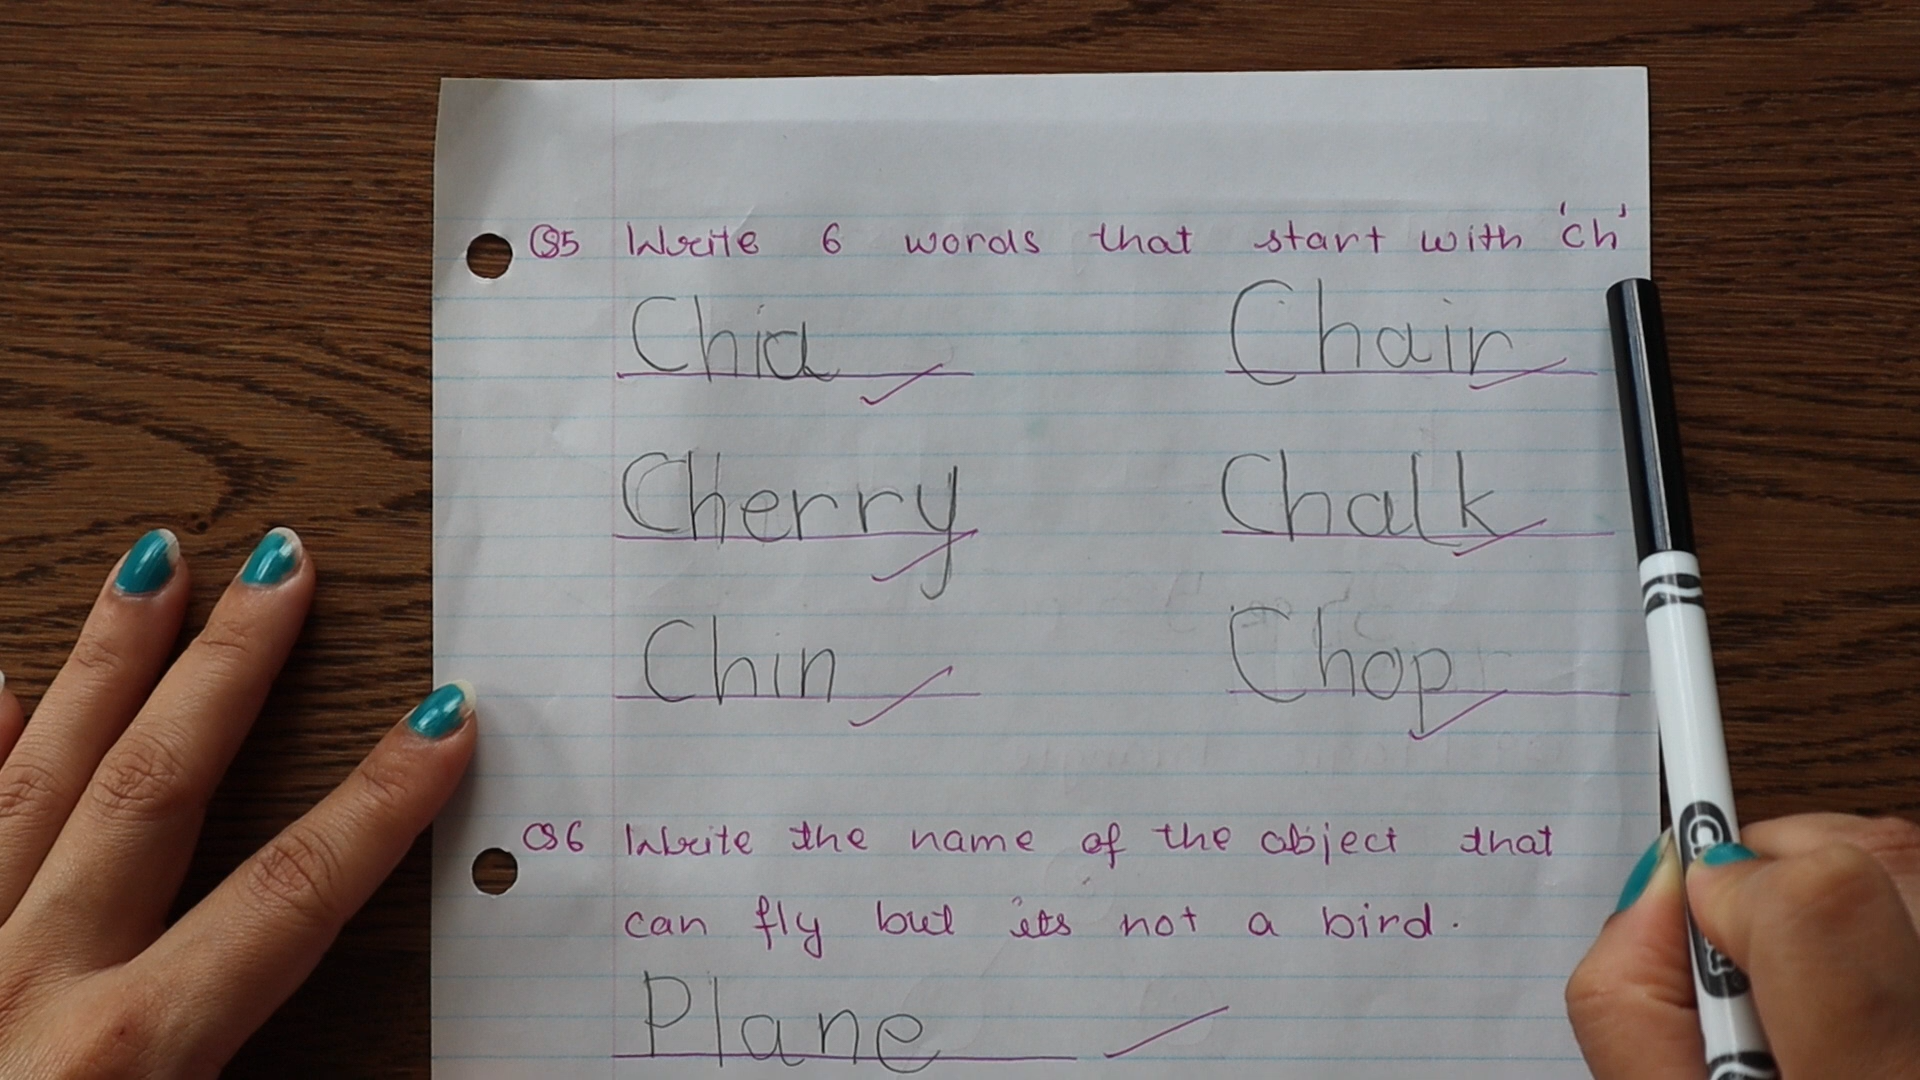 Q5 Write 6 words that start with 'ch'
Chia Chair
Cherry Chalk
Chin Chop
Q6 Write the name of the object that
can fly but its not a bird.
Plane